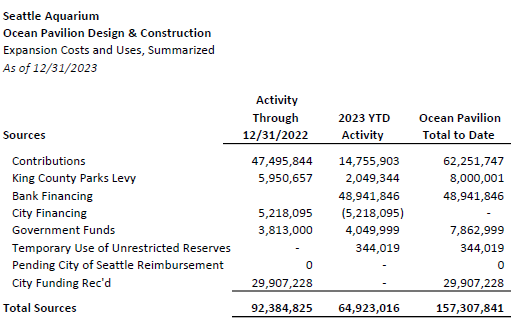 Seattle Aquarium
Ocean Pavilion Design & Construction
Expansion Costs and Uses, Summarized
As of 12/31/2023
Activity
Through 2023 YTD Ocean Pavilion
Sources 12/31/2022 Activity Total to Date
Contributions 47,495,844 14,755,903 62,251,747
King County Parks Levy 5,950,657 2,049,344 8,000,001
Bank Financing 48,941,846 48,941,846
City Financing 5,218,095 (5,218,095) -
Government Funds 3,813,000 4,049,999 7,862,999
Temporary Use of Unrestricted Reserves - 344,019 344,019
Pending City of Seattle Reimbursement 0 - 0
City Funding Rec'd 29,907,228 - 29,907,228
Total Sources 92,384,825 64,923,016 157,307,841